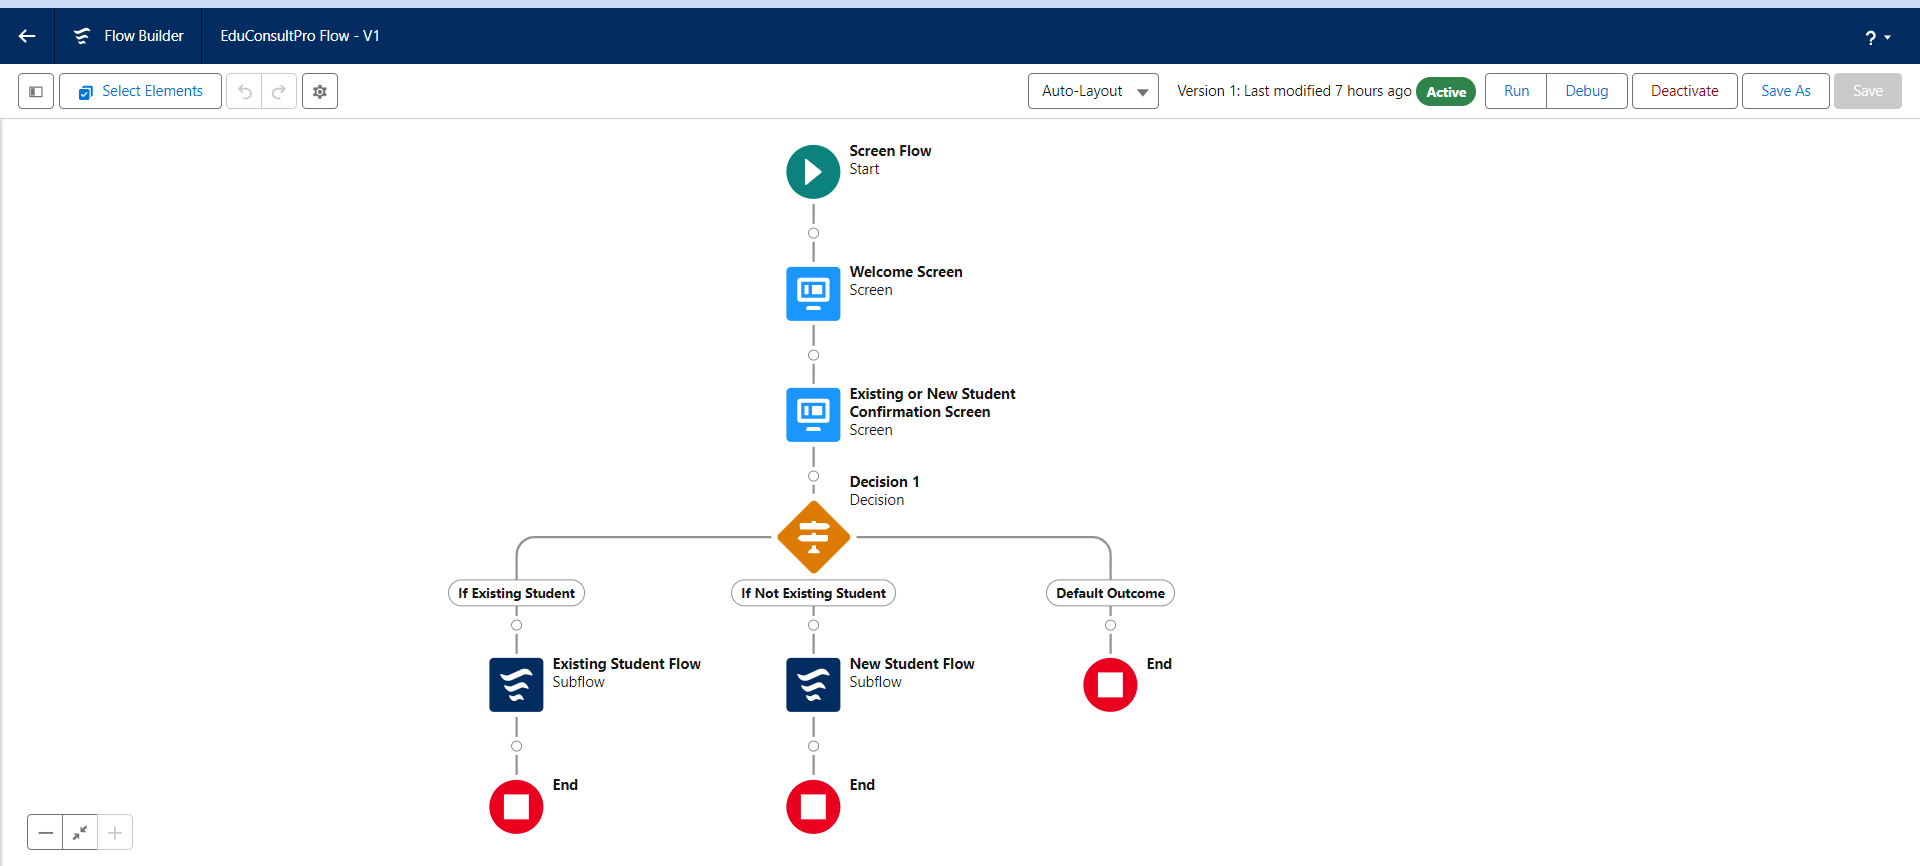 Flow Builder
EduConsultPro Flow - V1
?
Select Elements
Auto-Layout
Version 1: Last modified 7 hours ago
Active
Run
Debug
Deactivate
Save As
Save
Screen Flow
Start
Welcome Screen
Screen
Existing or New Student
Confirmation Screen
Screen
Decision 1
Decision
If Existing Student
If Not Existing Student
Default Outcome
Existing Student Flow
Subflow
New Student Flow
Subflow
End
End
End